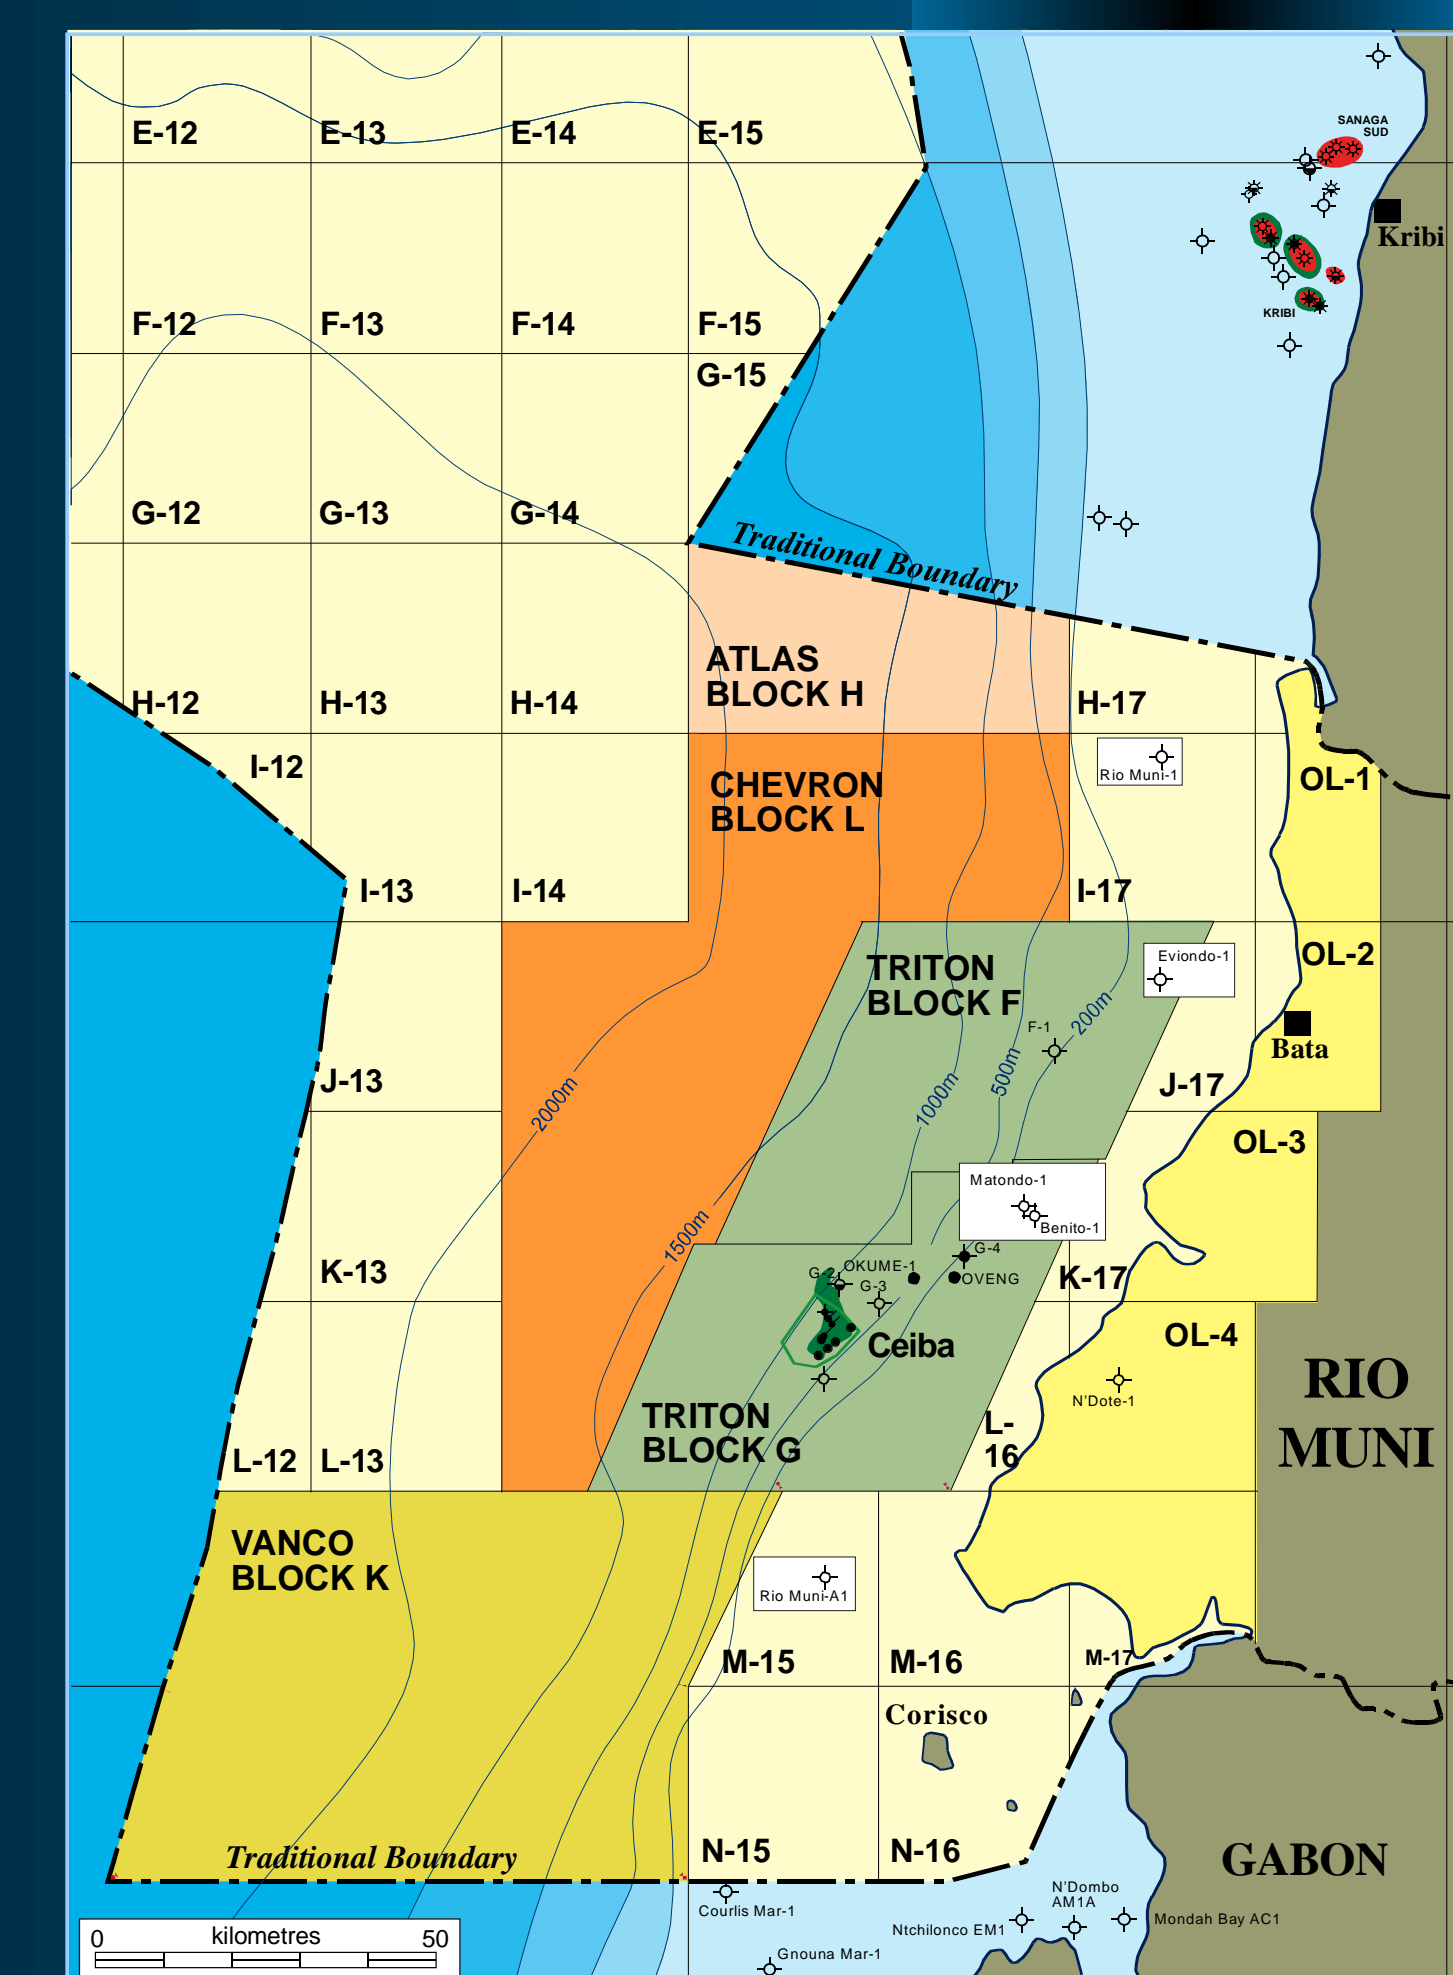 SANAGA
SUD
E-12
E-13
E-14
E-15
Kribi
KRIBI
F-12
F-13
F-14
F-15
G-15
G-12
G-13
G-14
Traditional Boundary
ATLAS
BLOCK H
H-12
H-13
H-14
H-17
I-12
Rio Muni-1
OL-1
CHEVRON
BLOCK L
I-13
I-14
I-17
OL-2
Eviondo-1
TRITON
BLOCK F
F-1
200m
Bata
500m
J-13
J-17
2000m
1000m
OL-3
Matondo-1
Benito-1
1500m
G-4
K-13
G-2
OKUME-1
G-3
OVENG
K-17
Ceiba
OL-4
RIO
MUNI
N'Dote-1
TRITON
BLOCK G
L-
16
L-12
L-13
VANCO
BLOCK K
Rio Muni-A1
M-15
M-16
M-17
Corisco
N-15
N-16
Traditional Boundary
GABON
N'Dombo
AM1A
Courlis Mar-1
Ntchilonco EM1
Mondah Bay AC1
Gnouna Mar-1
0 kilometres 50